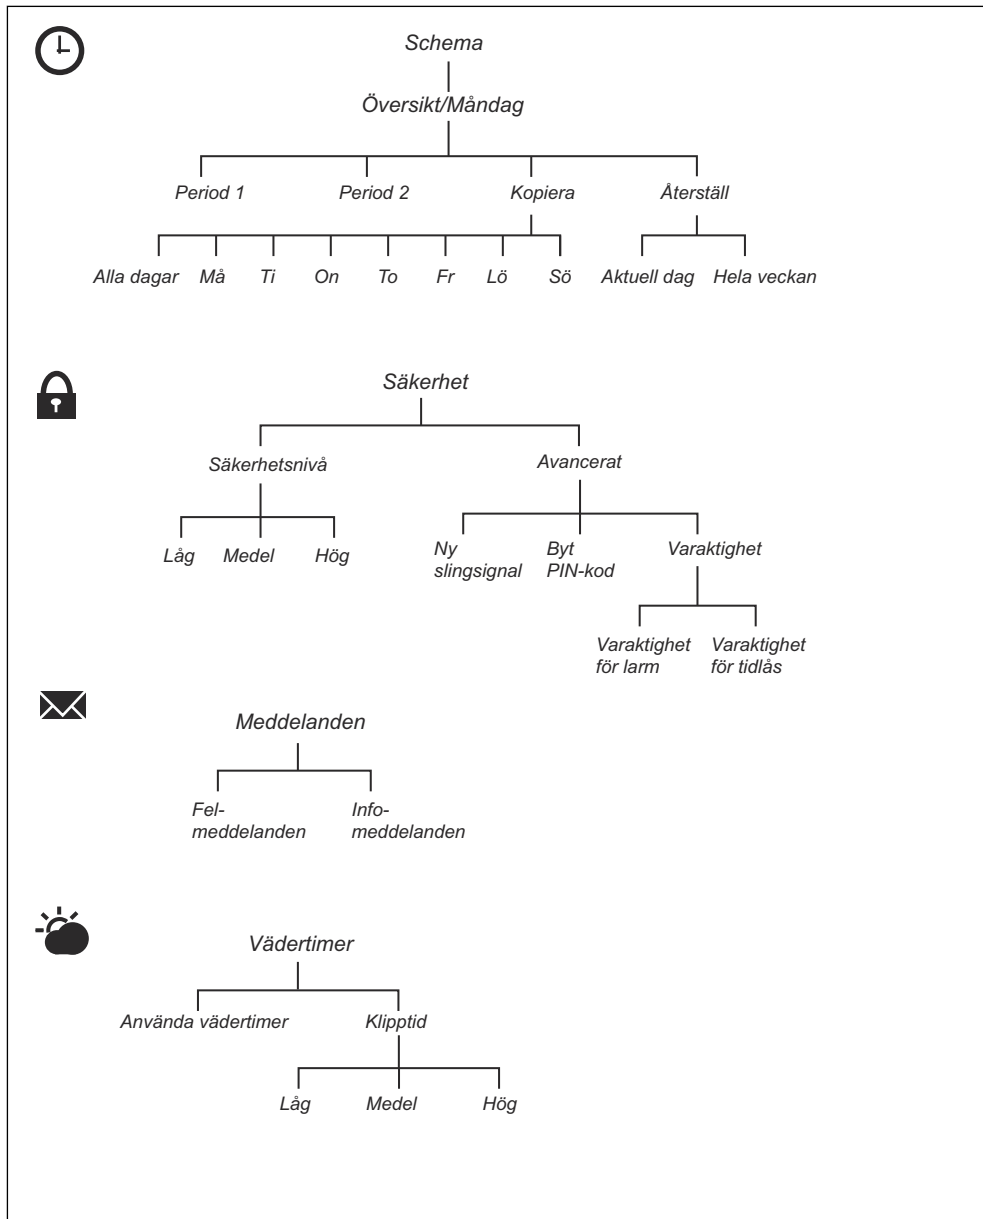 Schema
Översikt/Måndag
Period 1 Period 2 Kopiera Återställ
Alla dagar Må Ti On To Fr Lö Sö Aktuell dag Hela veckan
Säkerhet
Säkerhetsnivå Avancerat
Låg Medel Hög
Ny
slingsignal
Byt
PIN-kod
Varaktighet
Varaktighet
för larm
Varaktighet
för tidlås
Meddelanden
Fel-
meddelanden
Info-
meddelanden
Vädertimer
Använda vädertimer Klipptid
Låg Medel Hög